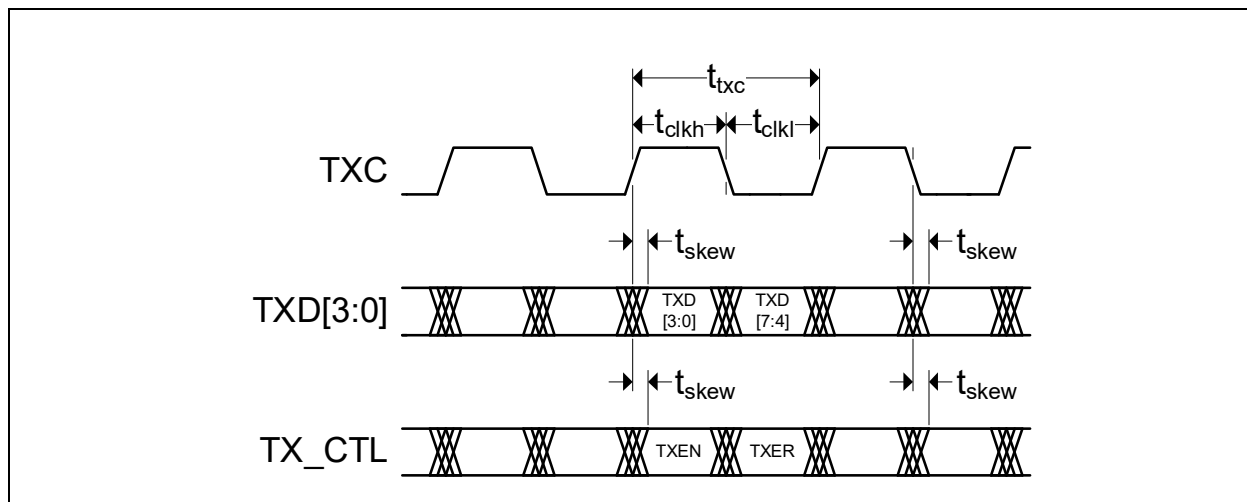 t_txc
t_clkh t_clkl
TXC
t_skew t_skew
TXD[3:0] TXD TXD
[3:0] [7:4]
t_skew t_skew
TX_CTL TXEN TXER